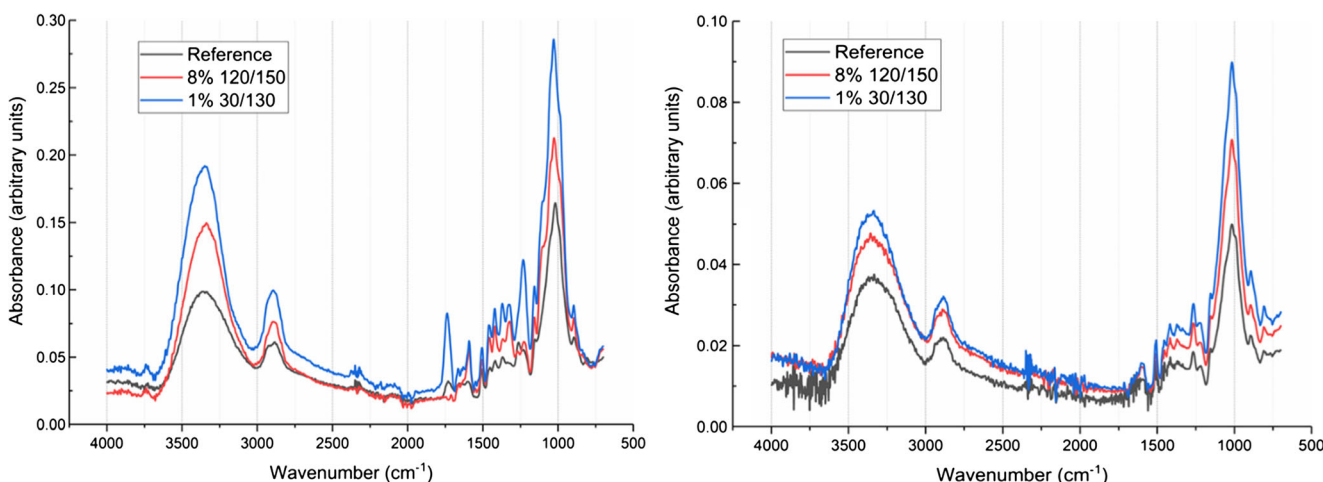 0.30
0.25
0.20
0.15
0.10
0.05
0.00
Absorbance (arbitrary units)
Reference
8% 120/150
1% 30/130
4000 3500 3000 2500 2000 1500 1000 500
Wavenumber (cm-1)
0.10
0.08
0.06
0.04
0.02
0.00
Absorbance (arbitrary units)
Reference
8% 120/150
1% 30/130
4000 3500 3000 2500 2000 1500 1000 500
Wavenumber (cm-1)